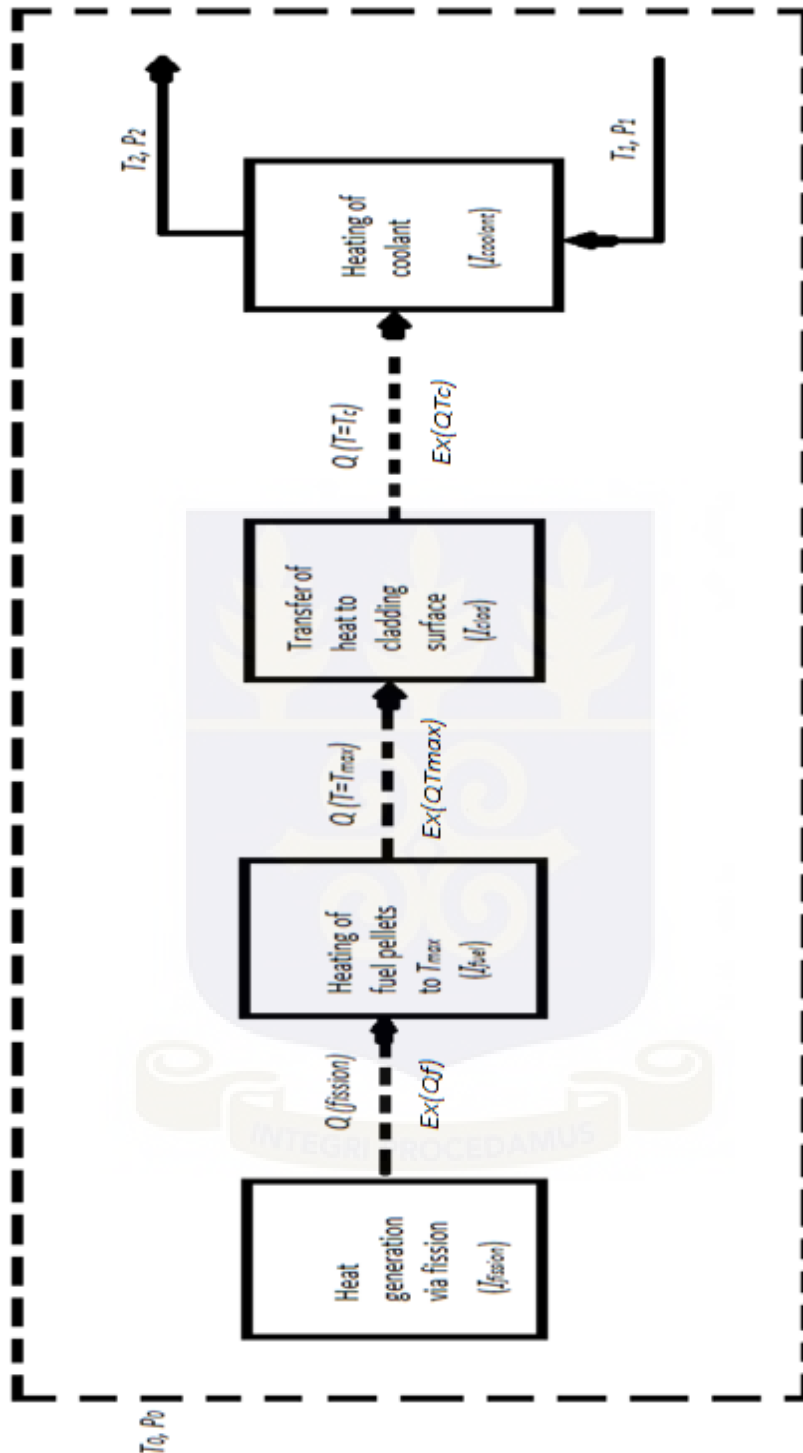 T0, P0
Heat
generation
via fission
(Ifission)
Q (fission)
Ex(Qf)
Heating of
fuel pellets
to Tmax
(Ifuel)
Q (T=Tmax)
Ex(QTmax)
Transfer of
heat to
cladding
surface
(Iclad)
Q (T=Tc)
Ex(QTc)
Heating of
coolant
(Icoolant)
T2, P2
T1, P1
INTEGRI PROCEDAMUS